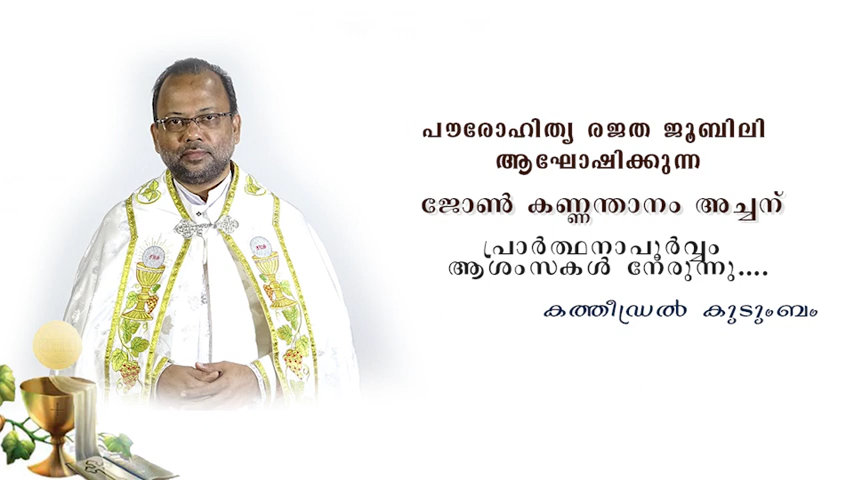 പൗരോഹിത്യ രജത ജൂബിലി
ആഘോഷിക്കുന്ന
ജോൺ കണ്ണന്താനം അച്ചന്
പ്രാർത്ഥനാപൂർവ്വം
ആശംസകൾ നേരുന്നു....
കത്തീഡ്രൽ കുടുംബം